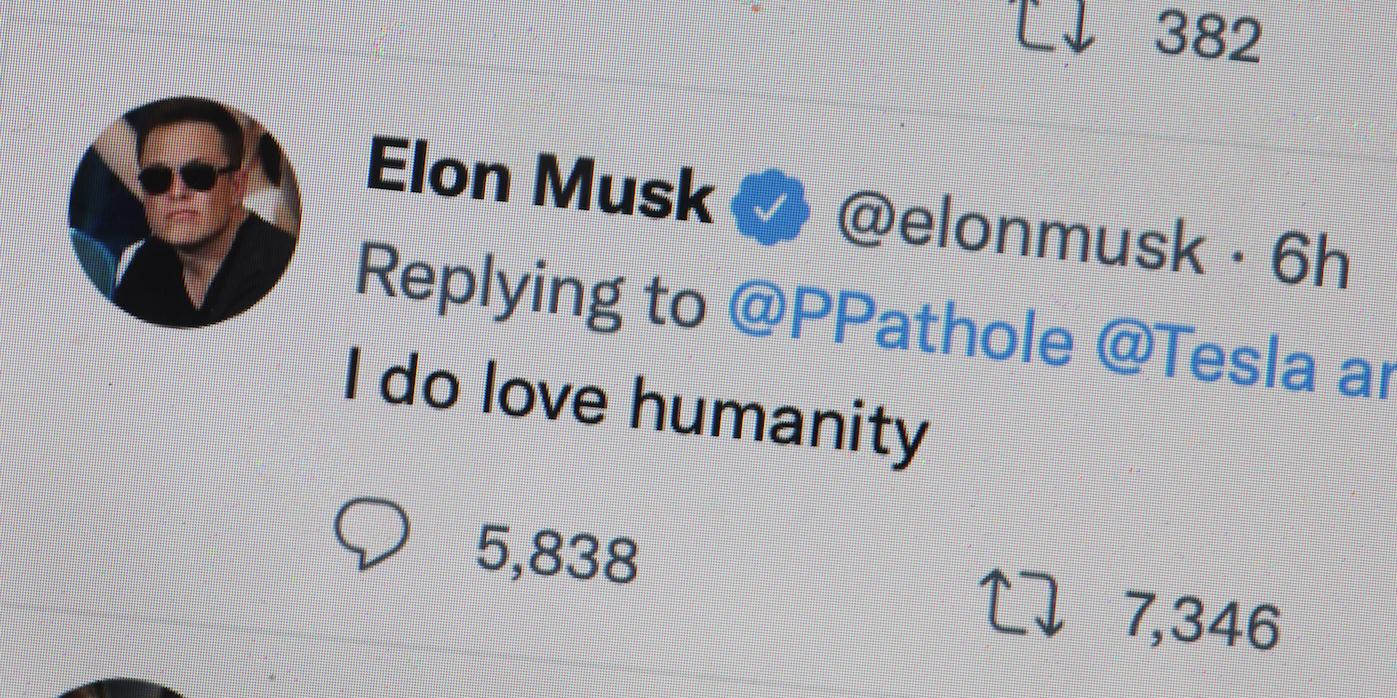 382
Elon Musk @elonmusk · 6h
Replying to @PPathole @Tesla
I do love humanity
5,838 7,346